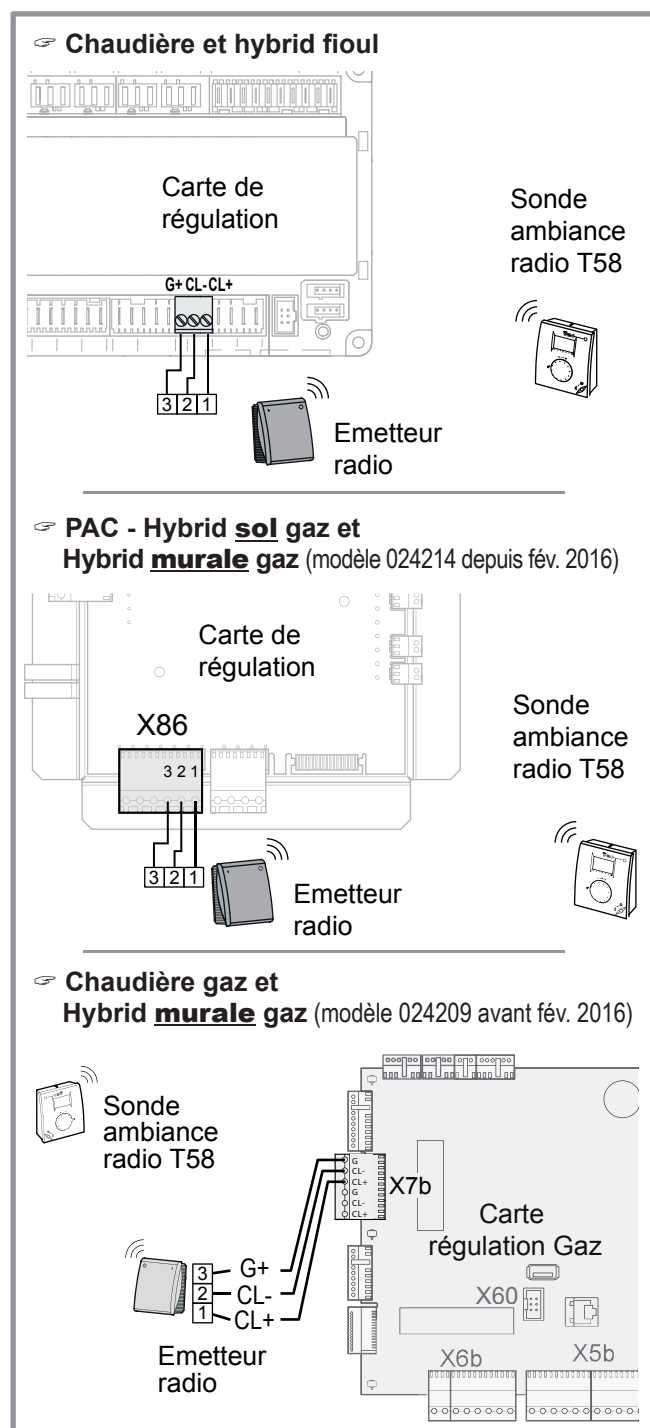 ☞ Chaudière et hybrid fioul
Carte de
régulation
Sonde
ambiance
radio T58
G+ CL- CL+
3 2 1
Emetteur
radio
☞ PAC - Hybrid sol gaz et
Hybrid murale gaz (modèle 024214 depuis fév. 2016)
Carte de
régulation
X86
3 2 1
Sonde
ambiance
radio T58
3 2 1
Emetteur
radio
☞ Chaudière gaz et
Hybrid murale gaz (modèle 024209 avant fév. 2016)
Sonde
ambiance
radio T58
G
CL-
CL+
G
CL-
CL+
X7b
Carte
régulation Gaz
3 G+
2 CL-
1 CL+
Emetteur
radio
X60
X6b
X5b